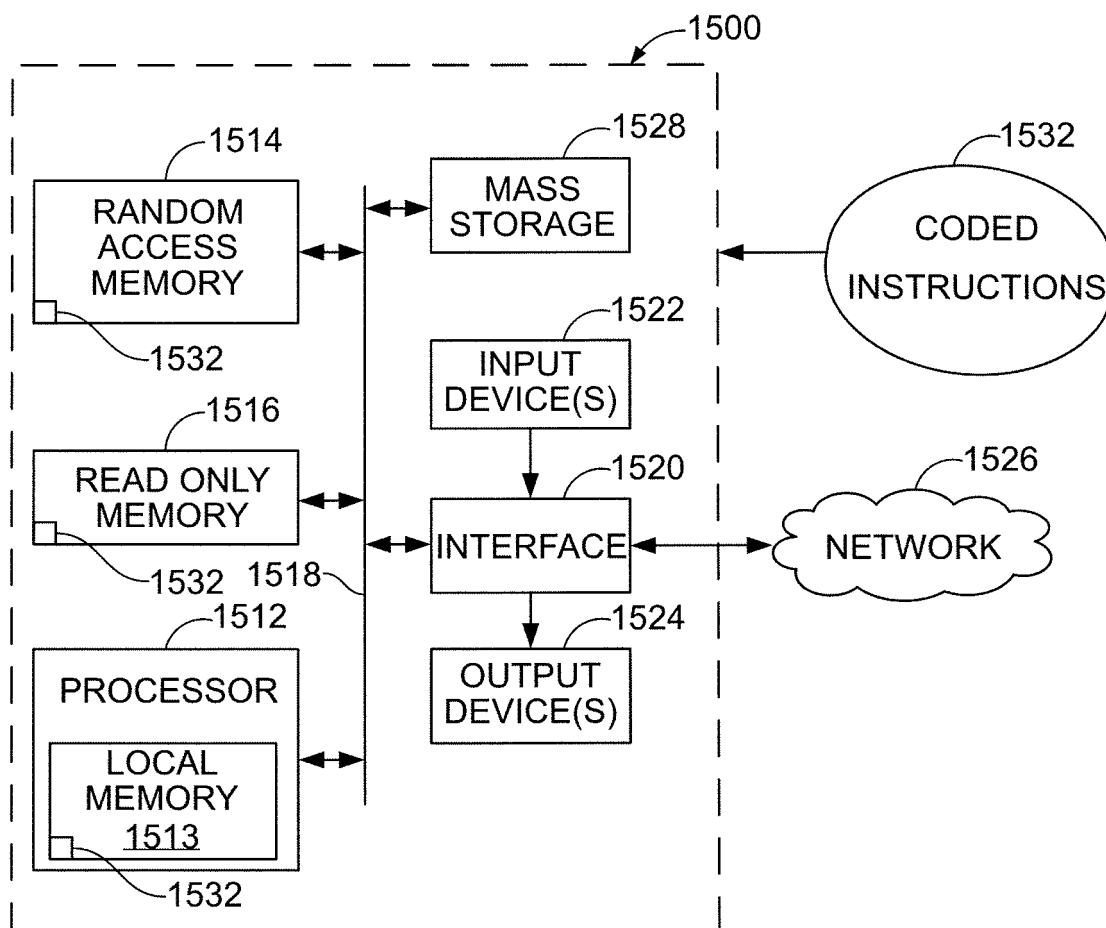 1500
1514
RANDOM
ACCESS
MEMORY
1532
1528
MASS
STORAGE
1532
CODED
INSTRUCTIONS
1522
INPUT
DEVICE(S)
1516
READ ONLY
MEMORY
1532
1520
INTERFACE
1526
NETWORK
1518
1512
PROCESSOR
LOCAL
MEMORY
1513
1532
1524
OUTPUT
DEVICE(S)